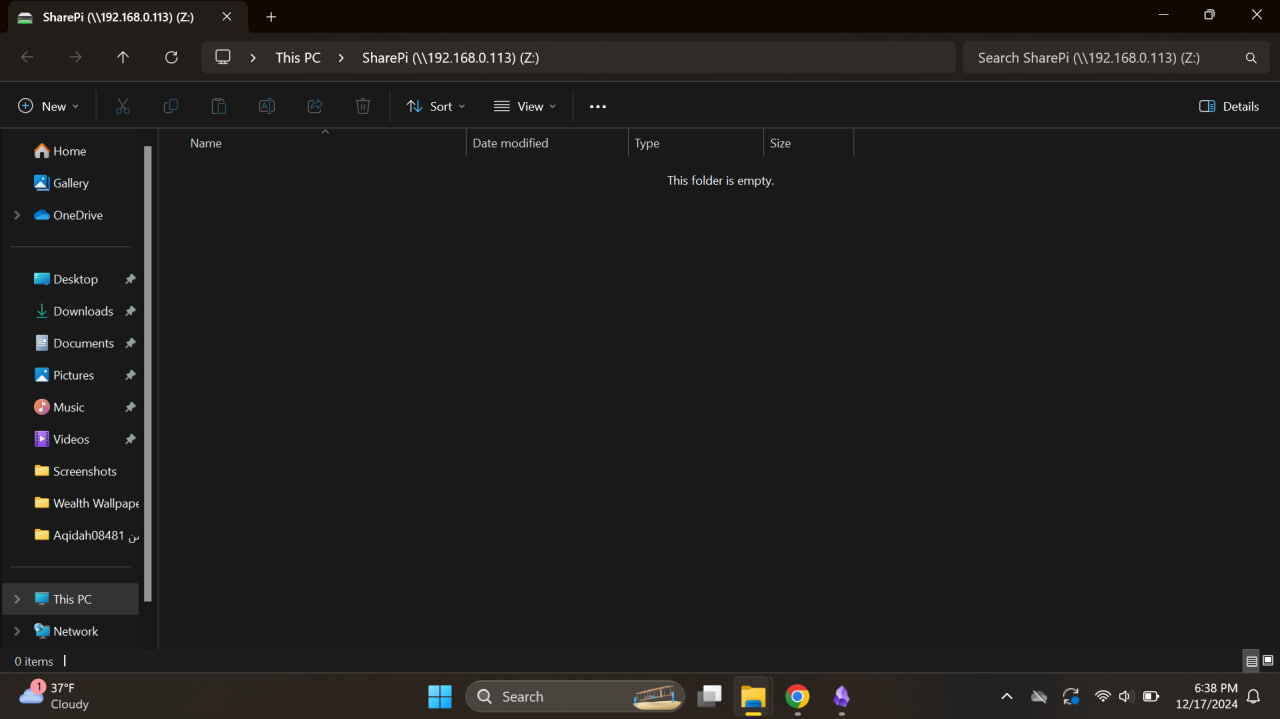 SharePi (\\192.168.0.113) (Z:)
This PC > SharePi (\\192.168.0.113) (Z:)
Search SharePi (\\192.168.0.113) (Z:)
New
Sort
View
Details
Name
Date modified
Type
Size
This folder is empty.
Home
Gallery
OneDrive
Desktop
Downloads
Documents
Pictures
Music
Videos
Screenshots
Wealth Wallpape
Aqidah08481
This PC
Network
0 items
1
37°F
Cloudy
Search
6:38 PM
12/17/2024